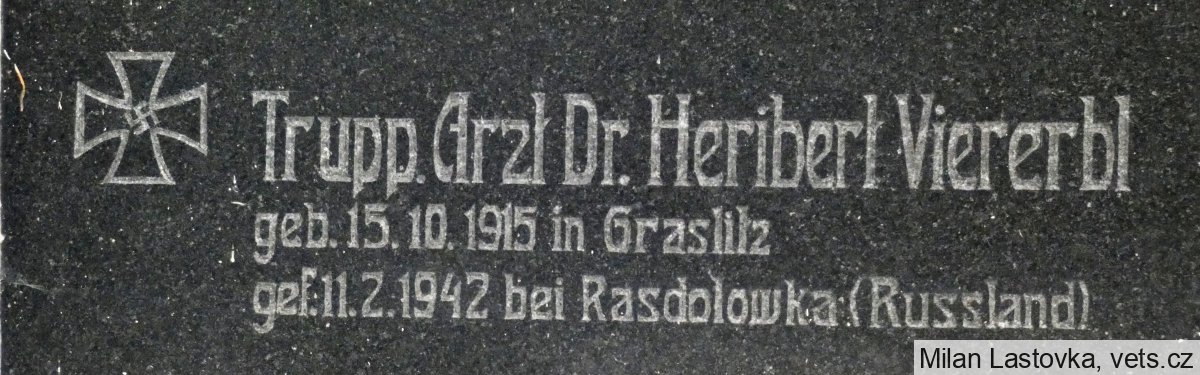 Trupp. Arzt Dr. Heribert Viererbl
geb. 15. 10. 1915 in Graslitz
gef. 11. 2. 1942 bei Rasdolowka (Russland)
Milan Lastovka, vets.cz